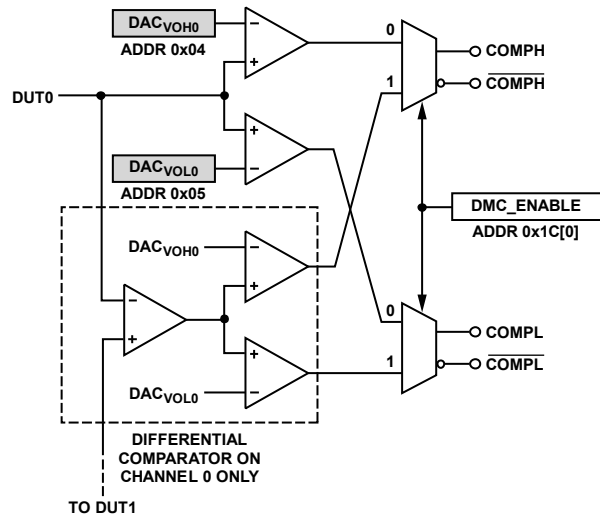 DACVOH0
ADDR 0x04
DUT0
DACVOL0
ADDR 0x05
DACVOH0
DACVOL0
DIFFERENTIAL
COMPARATOR ON
CHANNEL 0 ONLY
TO DUT1
− + + − − + − + + −
0
1
COMPH
COMPH
DMC_ENABLE
ADDR 0x1C[0]
0
1
COMPL
COMPL